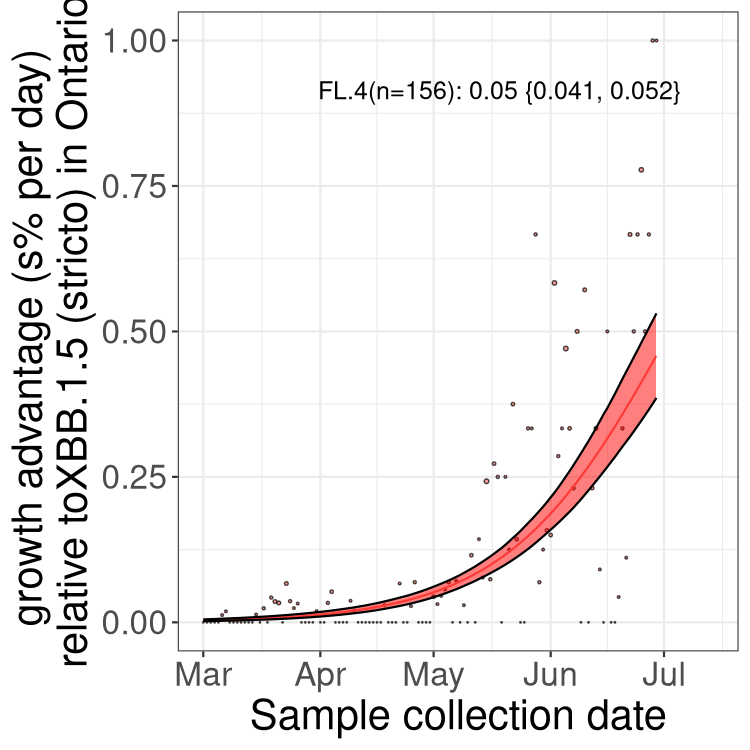 growth advantage (s% per day)
relative toXBB.1.5 (stricto) in Ontario
1.00
0.75
0.50
0.25
0.00
FL.4(n=156): 0.05 {0.041, 0.052}
Mar Apr May Jun Jul
Sample collection date